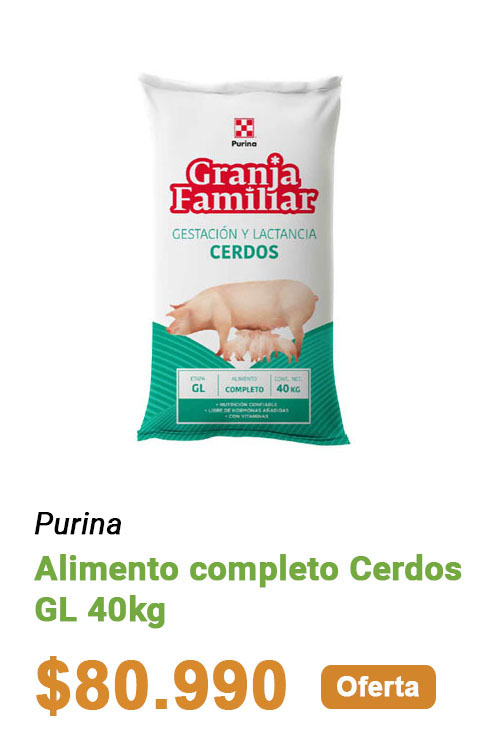 Purina
Granja
Familiar
GESTACIÓN Y LACTANCIA
CERDOS
ETAPA ALIMENTO CONT. NET.
GL COMPLETO 40 KG
• NUTRICIÓN CONFIABLE
• LIBRE DE HORMONAS AÑADIDAS
• CON VITAMINAS
Purina
Alimento completo Cerdos
GL 40kg
$80.990 Oferta